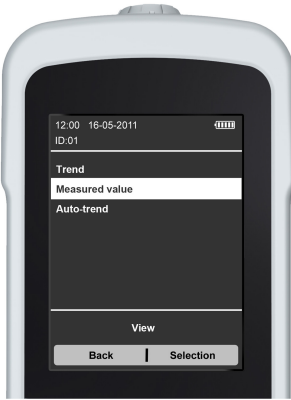 12:00 16-05-2011
ID:01
Trend
Measured value
Auto-trend
View
Back Selection